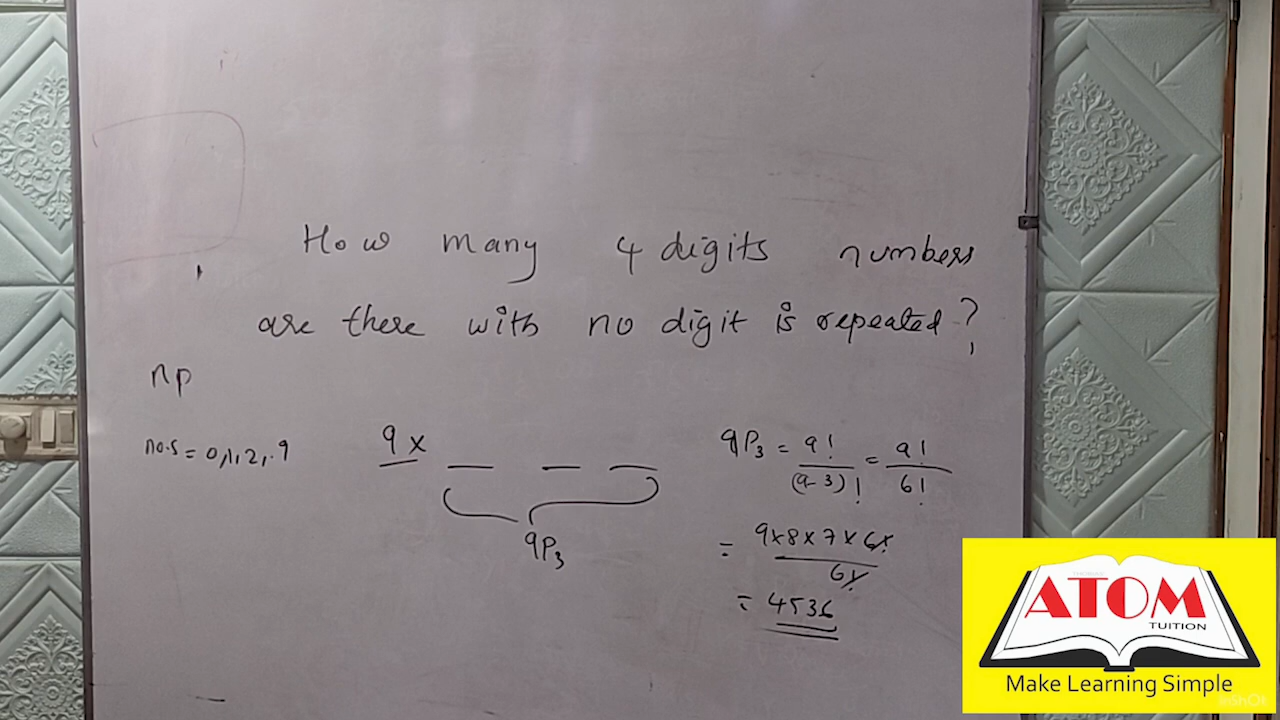 How many 4 digits numbers
are there with no digit is repeated?
np
no.s = 0,1,2,.9
9 x
9P3
9P3 = 9! / (9-3)! = 9! / 6!
= 9x8x7x6! / 6!
= 4536
ATOM
TUITION
Make Learning Simple
InShOt